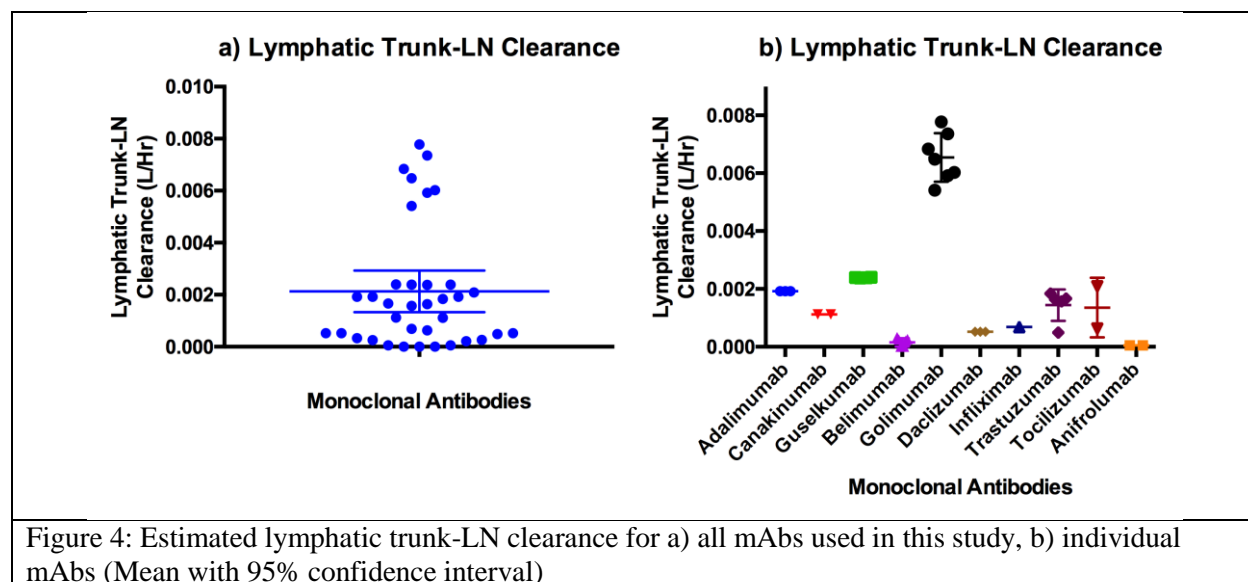 a) Lymphatic Trunk-LN Clearance
Lymphatic Trunk-LN
Clearance (L/Hr)
0.010
0.008
0.006
0.004
0.002
0.000
Monoclonal Antibodies
b) Lymphatic Trunk-LN Clearance
Lymphatic Trunk-LN
Clearance (L/Hr)
0.008
0.006
0.004
0.002
0.000
Adalimumab
Canakinumab
Guselkumab
Belimumab
Golimumab
Daclizumab
Infliximab
Trastuzumab
Tocilizumab
Anifrolumab
Monoclonal Antibodies
Figure 4: Estimated lymphatic trunk-LN clearance for a) all mAbs used in this study, b) individual
mAbs (Mean with 95% confidence interval)